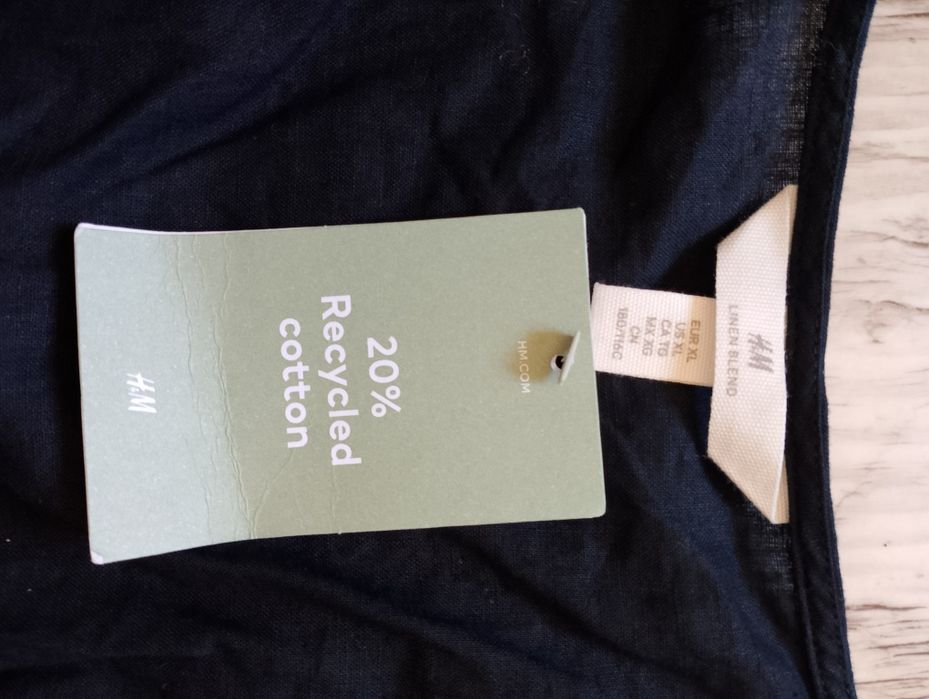 H&M
LINEN BLEND
EUR XL
US XL
CA TG
MX XG
CN
180/116C
HM.COM
20%
Recycled
cotton
H&M